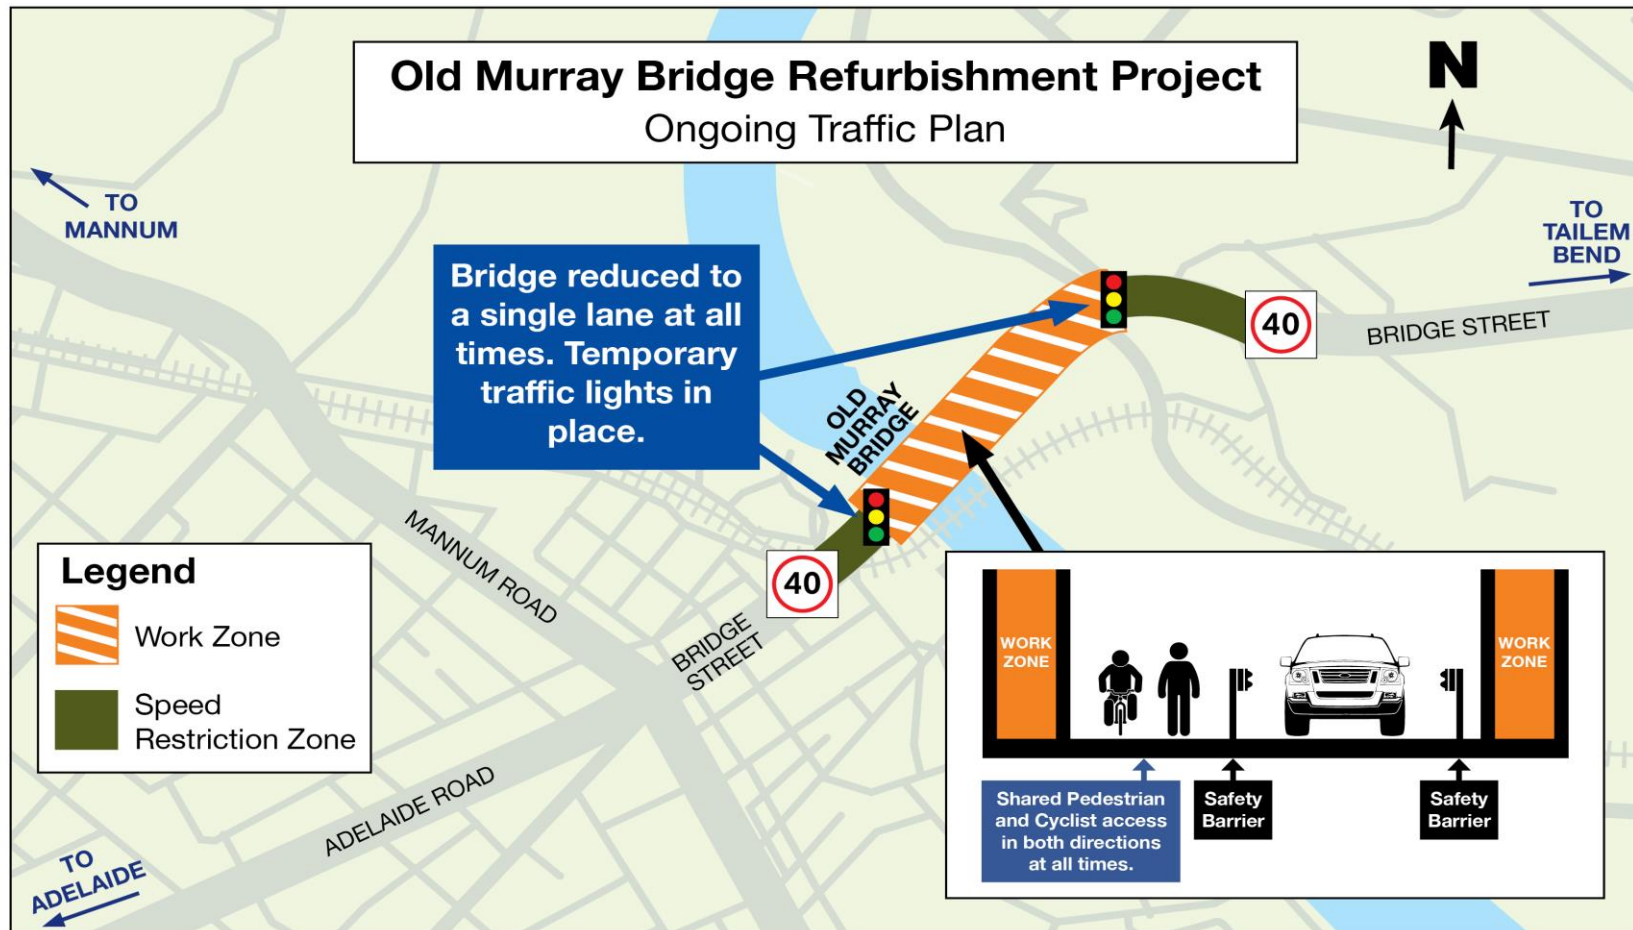 Old Murray Bridge Refurbishment Project
Ongoing Traffic Plan
N
TO
MANNUM
TO
TAILEM
BEND
Bridge reduced to
a single lane at all
times. Temporary
traffic lights in
place.
40
BRIDGE STREET
OLD
MURRAY
BRIDGE
MANNUM ROAD
40
BRIDGE
STREET
Legend
Work Zone
Speed
Restriction Zone
ADELAIDE ROAD
TO
ADELAIDE
WORK
ZONE
WORK
ZONE
Shared Pedestrian
and Cyclist access
in both directions
at all times.
Safety
Barrier
Safety
Barrier